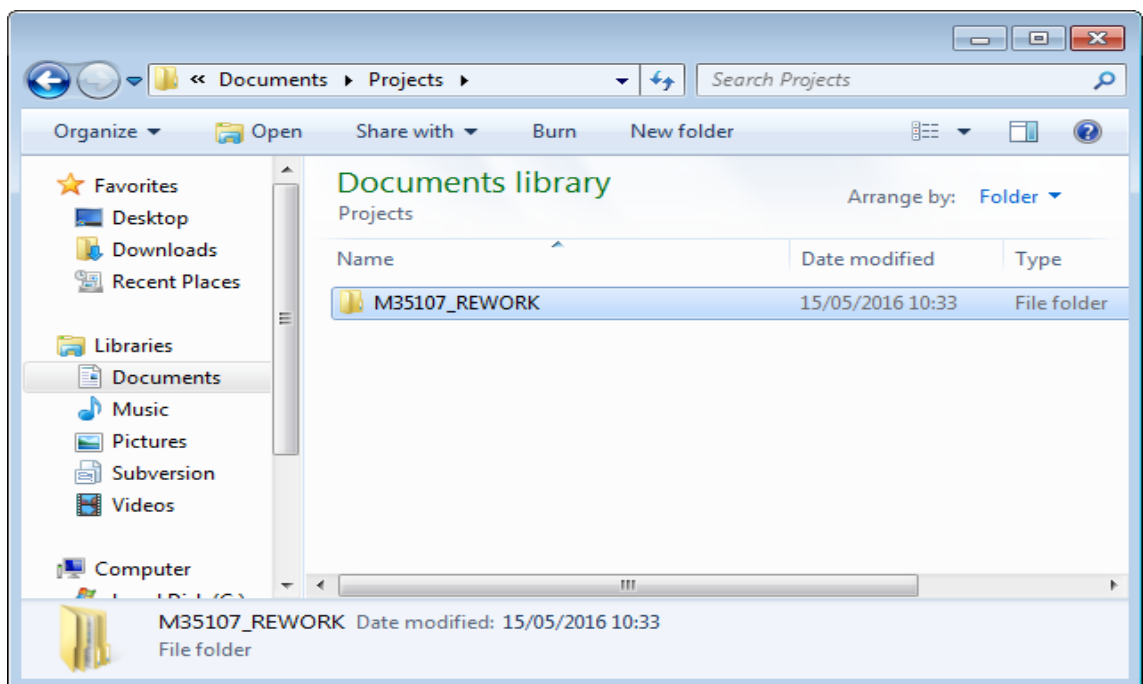 « Documents ▸ Projects ▸ Search Projects
Organize Open Share with Burn New folder
Favorites
Desktop
Downloads
Recent Places
Libraries
Documents
Music
Pictures
Subversion
Videos
Computer
Documents library
Projects
Arrange by: Folder
Name Date modified Type
M35107_REWORK 15/05/2016 10:33 File folder
M35107_REWORK Date modified: 15/05/2016 10:33
File folder